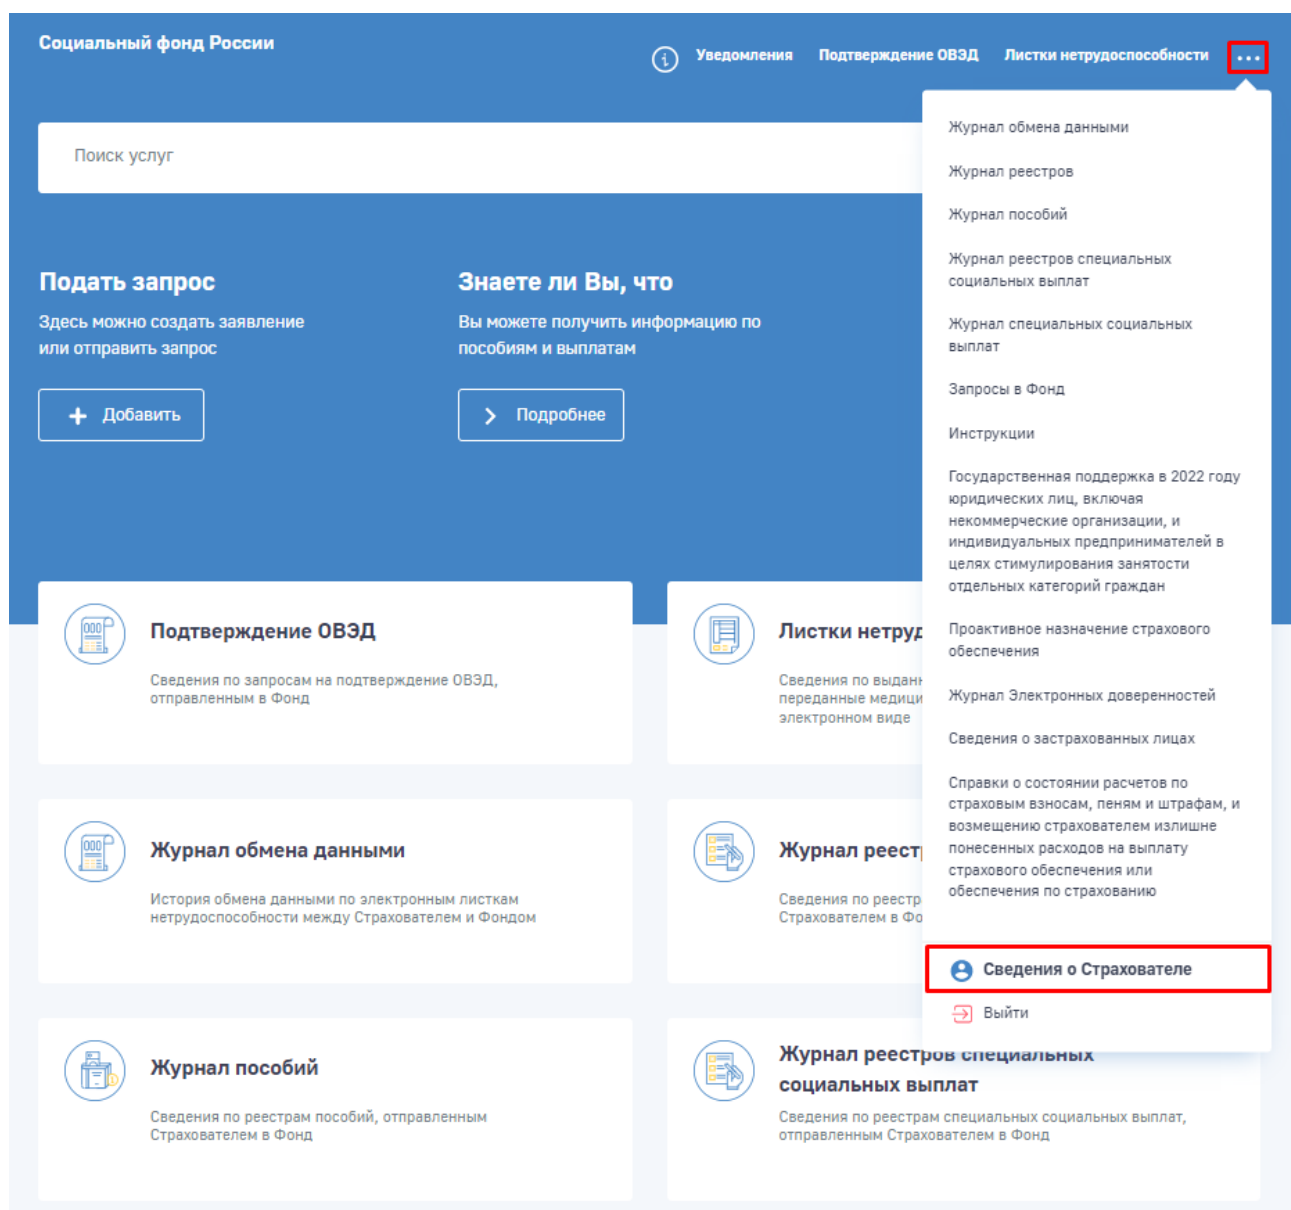 Социальный фонд России
Уведомления
Подтверждение ОВЭД
Листки нетрудоспособности
Поиск услуг
Подать запрос
Здесь можно создать заявление
или отправить запрос
Добавить
Знаете ли Вы, что
Вы можете получить информацию по
пособиям и выплатам
Подробнее
Журнал обмена данными
Журнал реестров
Журнал пособий
Журнал реестров специальных
социальных выплат
Журнал специальных социальных
выплат
Запросы в Фонд
Инструкции
Государственная поддержка в 2022 году
юридических лиц, включая
некоммерческие организации, и
индивидуальных предпринимателей в
целях стимулирования занятости
отдельных категорий граждан
Проактивное назначение страхового
обеспечения
Журнал Электронных доверенностей
Сведения о застрахованных лицах
Справки о состоянии расчетов по
страховым взносам, пеням и штрафам, и
возмещению страхователем излишне
понесенных расходов на выплату
страхового обеспечения или
обеспечения по страхованию
Сведения о Страхователе
Выйти
Подтверждение ОВЭД
Сведения по запросам на подтверждение ОВЭД,
отправленным в Фонд
Листки
Сведения по
переданные
электронном виде
Журнал обмена данными
История обмена данными по электронным листкам
нетрудоспособности между Страхователем и Фондом
Журнал
Сведения по
Страхователем в
Журнал пособий
Сведения по реестрам пособий, отправленным
Страхователем в Фонд
Журнал реестров специальных
социальных выплат
Сведения по реестрам специальных социальных выплат,
отправленным Страхователем в Фонд